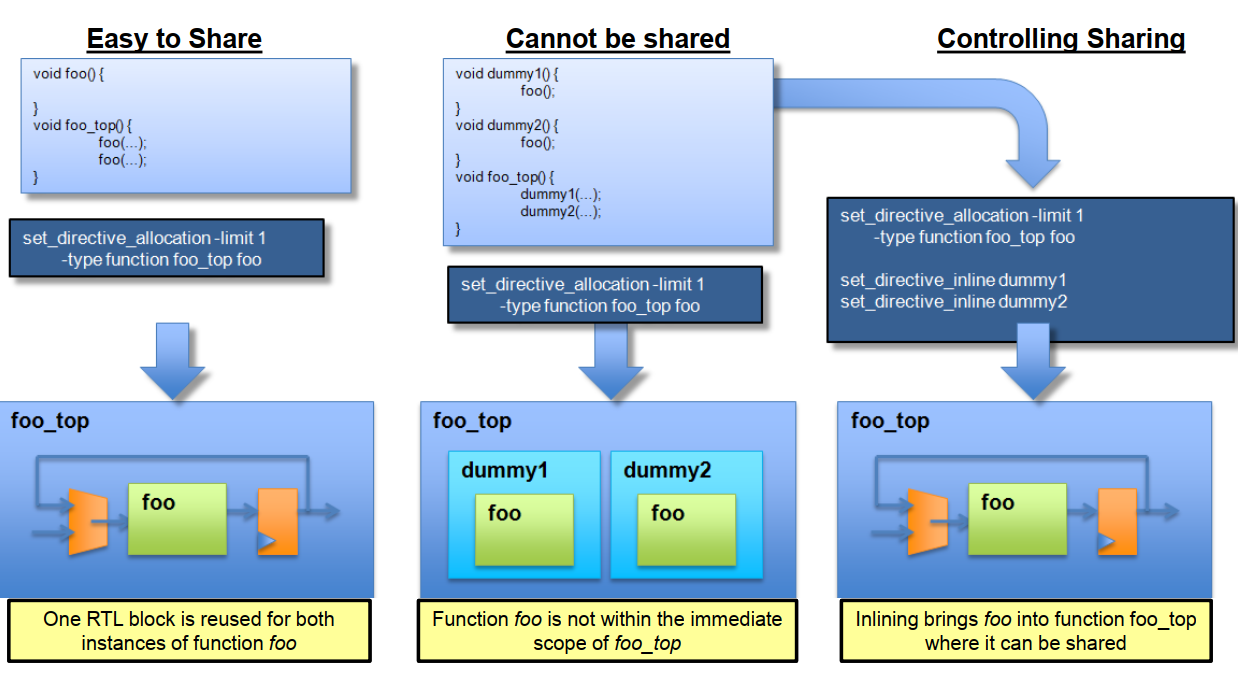 Easy to Share
void foo() {
}
void foo_top() {
foo(...);
foo(...);
}
set_directive_allocation -limit 1
-type function foo_top foo
foo_top
foo
One RTL block is reused for both
instances of function foo
Cannot be shared
void dummy1() {
foo();
}
void dummy2() {
foo();
}
void foo_top() {
dummy1(...);
dummy2(...);
}
set_directive_allocation -limit 1
-type function foo_top foo
foo_top
dummy1
foo
dummy2
foo
Function foo is not within the immediate
scope of foo_top
Controlling Sharing
set_directive_allocation -limit 1
-type function foo_top foo
set_directive_inline dummy1
set_directive_inline dummy2
foo_top
foo
Inlining brings foo into function foo_top
where it can be shared